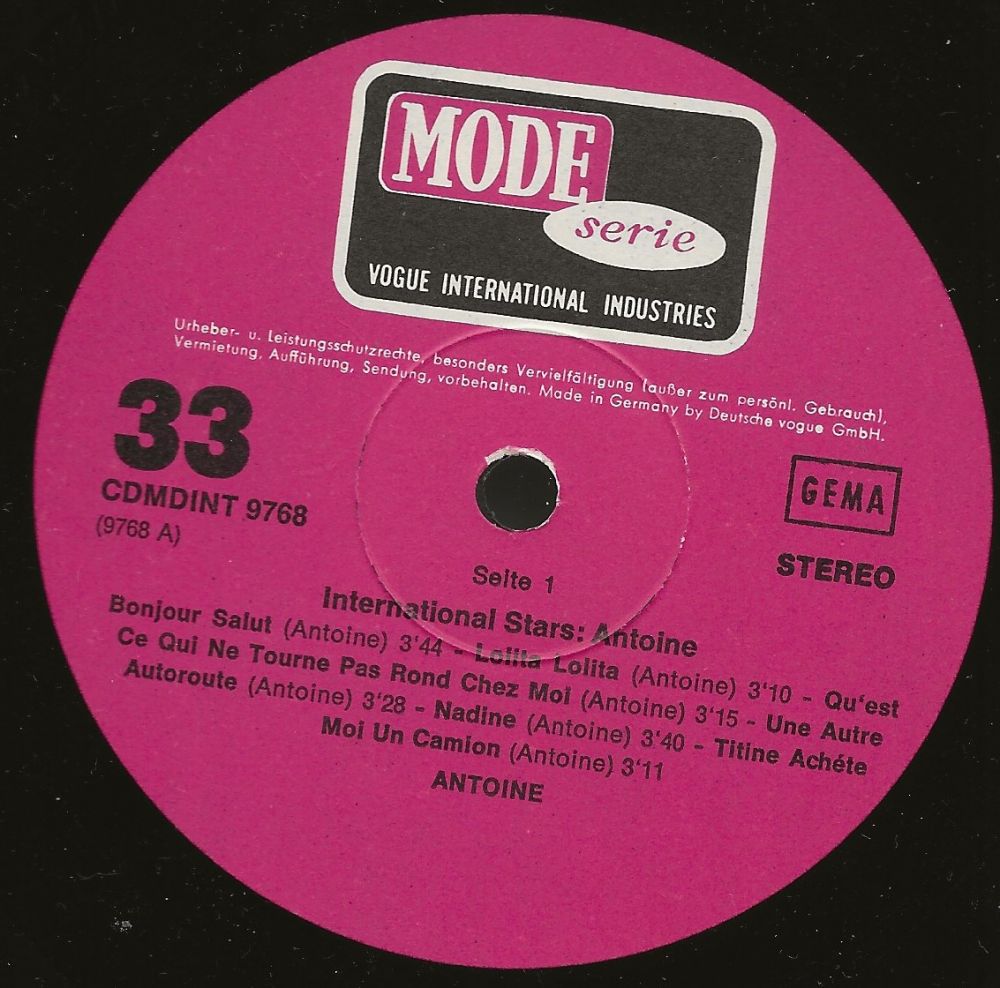 MODE
serie
VOGUE INTERNATIONAL INDUSTRIES
Urheber- u. Leistungsschutzrechte, besonders Vervielfältigung (außer zum persönl. Gebrauch),
Vermietung, Aufführung, Sendung, vorbehalten. Made in Germany by Deutsche vogue GmbH.
33
CDMDINT 9768
(9768 A)
GEMA
STEREO
Seite 1
International Stars: Antoine
Bonjour Salut (Antoine) 3'44 - Lolita Lolita (Antoine) 3'10 - Qu'est
Ce Qui Ne Tourne Pas Rond Chez Moi (Antoine) 3'15 - Une Autre
Autoroute (Antoine) 3'28 - Nadine (Antoine) 3'40 - Titine Achéte
Moi Un Camion (Antoine) 3'11
ANTOINE